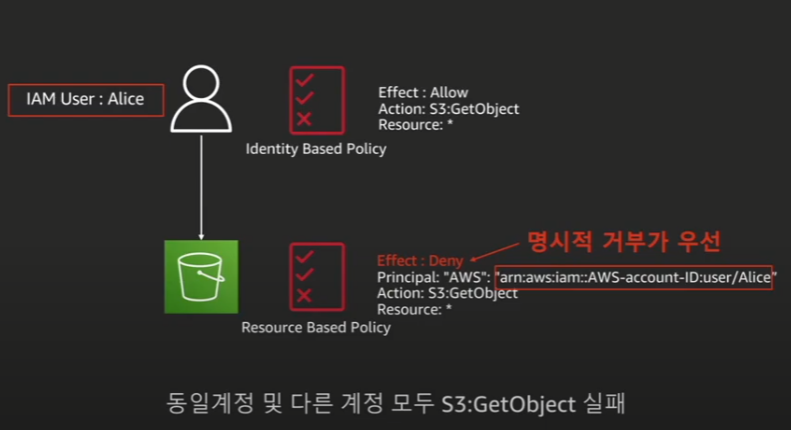 IAM User : Alice
Effect : Allow
Action: S3:GetObject
Resource: *
Identity Based Policy
명시적 거부가 우선
Effect : Deny
Principal: "AWS": "arn:aws:iam::AWS-account-ID:user/Alice"
Action: S3:GetObject
Resource: *
Resource Based Policy
동일계정 및 다른 계정 모두 S3:GetObject 실패